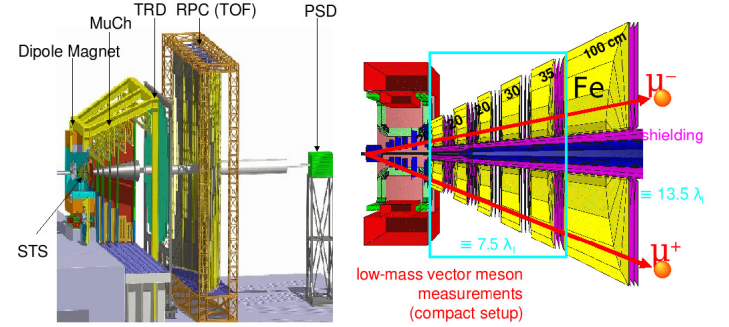 TRD RPC (TOF) PSD
MuCh
Dipole Magnet
STS
20 20 30 35 100 cm
Fe
μ⁻
shielding
≡ 13.5 λI
≡ 7.5 λI
μ⁺
low-mass vector meson
measurements
(compact setup)